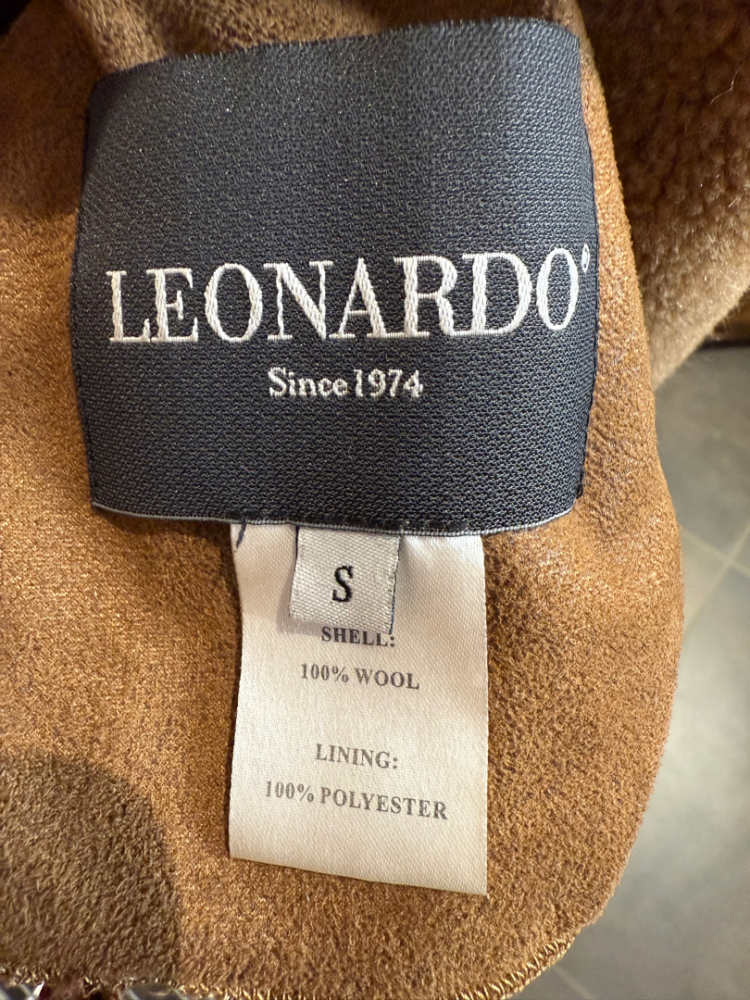 LEONARDO®
Since 1974
S
SHELL:
100% WOOL
LINING:
100% POLYESTER